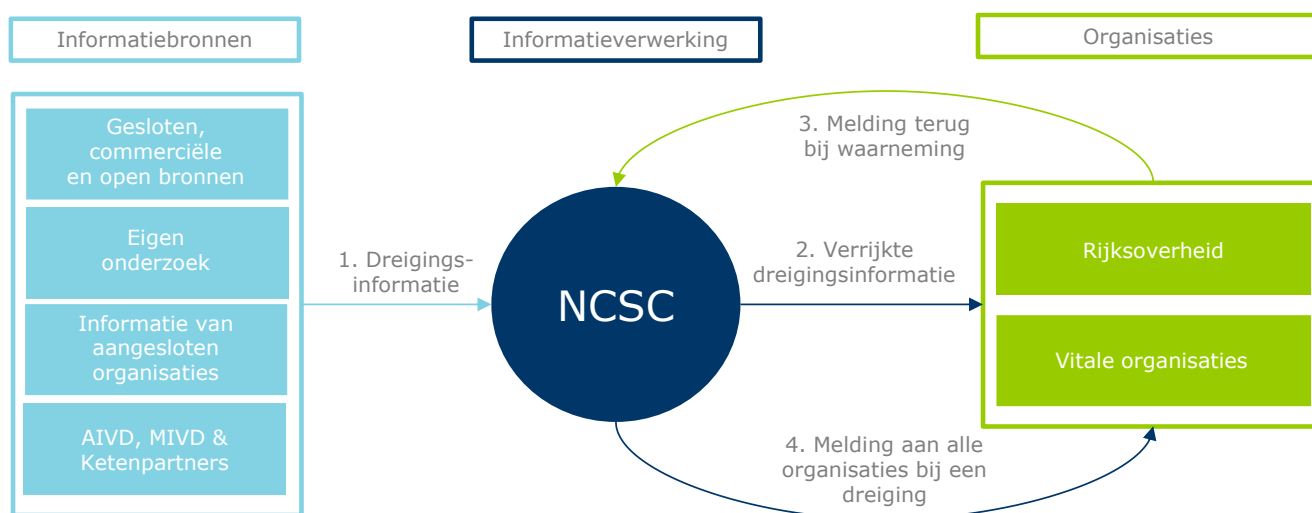 Informatiebronnen
Informatieverwerking
Organisaties
Gesloten,
commerciële
en open bronnen
Eigen
onderzoek
Informatie van
aangesloten
organisaties
AIVD, MIVD &
Ketenpartners
1. Dreigings-
informatie
NCSC
3. Melding terug
bij waarneming
2. Verrijkte
dreigingsinformatie
4. Melding aan alle
organisaties bij een
dreiging
Rijksoverheid
Vitale organisaties